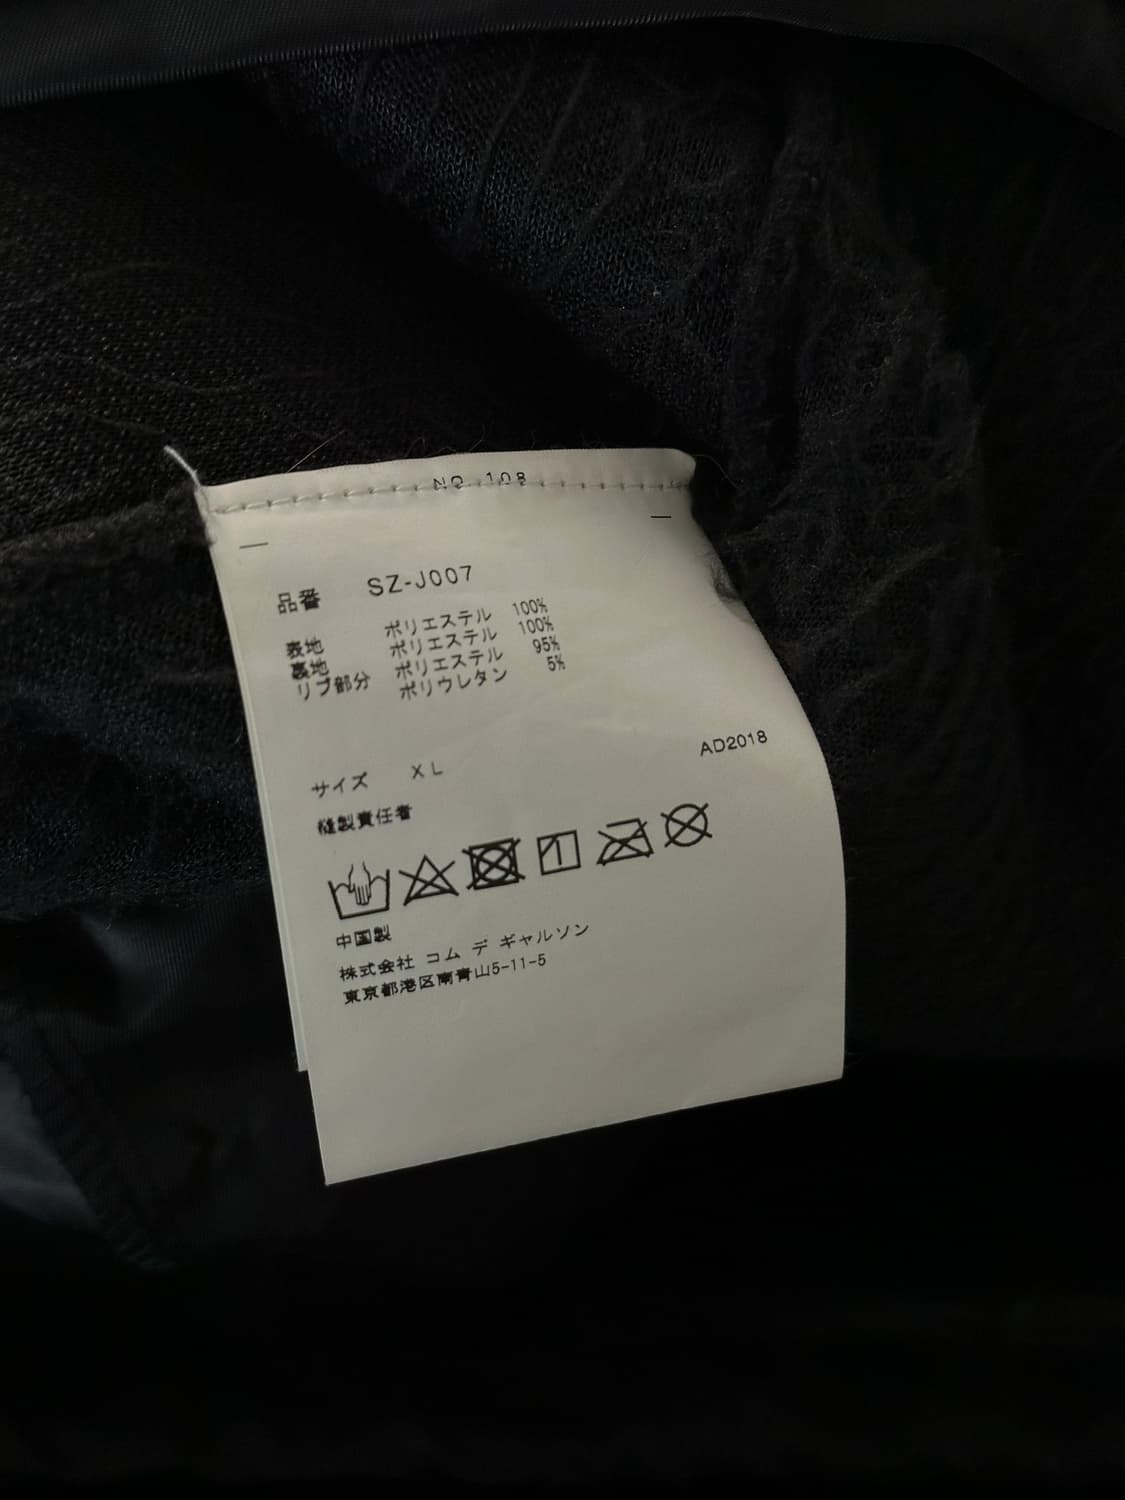 NO 108
品番 SZ-J007
表地 ポリエステル 100%
裏地 ポリエステル 100%
リブ部分 ポリエステル 95%
ポリウレタン 5%
AD2018
サイズ XL
縫製責任者
中国製
株式会社 コム デ ギャルソン
東京都港区南青山5-11-5